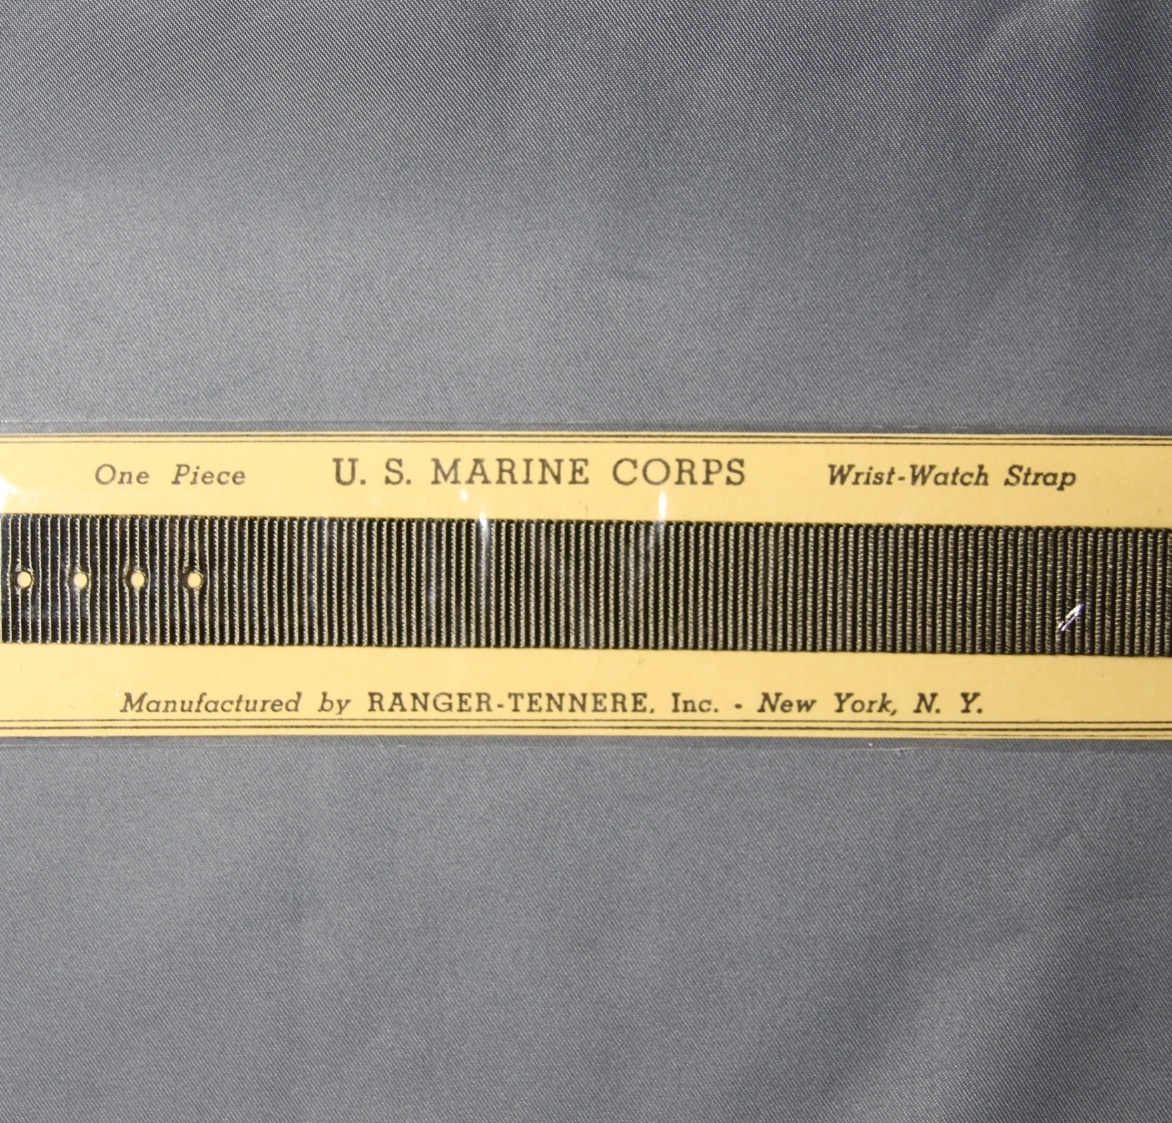 One Piece U. S. MARINE CORPS Wrist-Watch Strap
Manufactured by RANGER-TENNERE, Inc. - New York, N. Y.